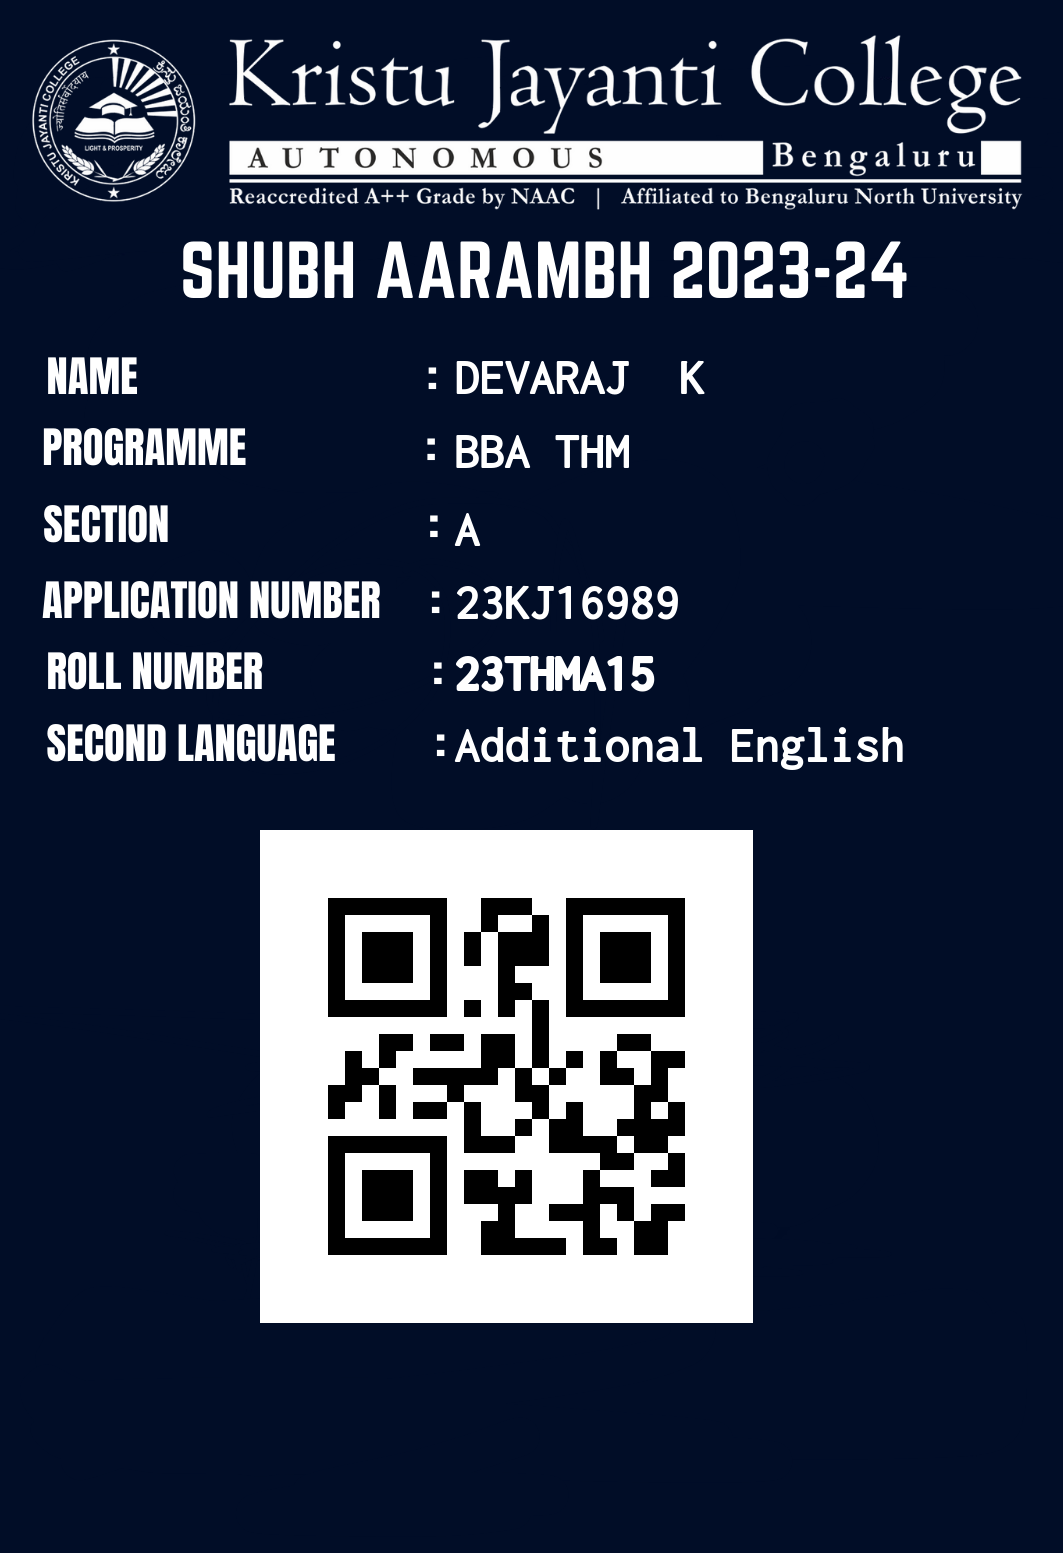 Kristu Jayanti College
AUTONOMOUS Bengaluru
Reaccredited A++ Grade by NAAC | Affiliated to Bengaluru North University
KRISTU JAYANTI COLLEGE
LIGHT & PROSPERITY
SHUBH AARAMBH 2023-24
NAME : DEVARAJ K
PROGRAMME : BBA THM
SECTION : A
APPLICATION NUMBER : 23KJ16989
ROLL NUMBER : 23THMA15
SECOND LANGUAGE : Additional English